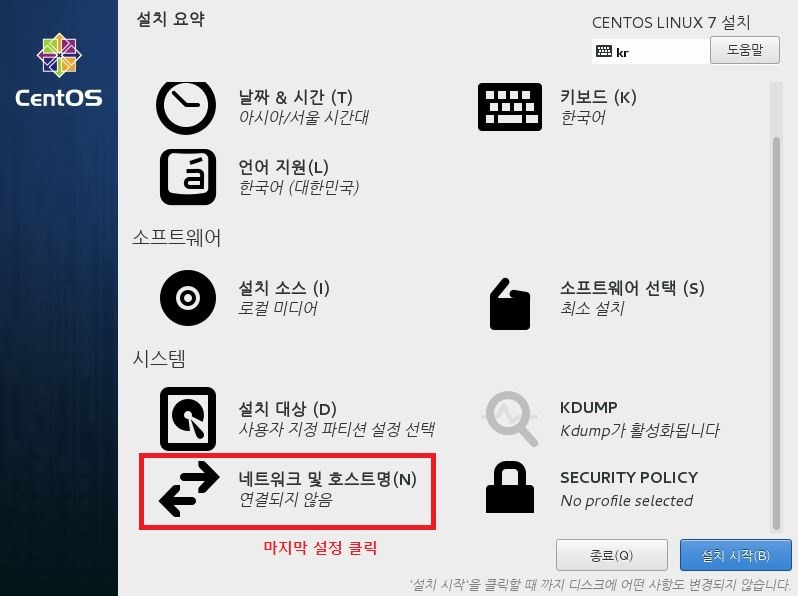 설치 요약
CENTOS LINUX 7 설치
kr
도움말
CentOS
날짜 & 시간 (T)
아시아/서울 시간대
키보드 (K)
한국어
á
언어 지원(L)
한국어 (대한민국)
소프트웨어
설치 소스 (I)
로컬 미디어
소프트웨어 선택 (S)
최소 설치
시스템
설치 대상 (D)
사용자 지정 파티션 설정 선택
KDUMP
Kdump가 활성화됩니다
네트워크 및 호스트명(N)
연결되지 않음
SECURITY POLICY
No profile selected
마지막 설정 클릭
종료(Q)
설치 시작(B)
'설치 시작'을 클릭할 때 까지 디스크에 어떤 사항도 변경되지 않습니다.